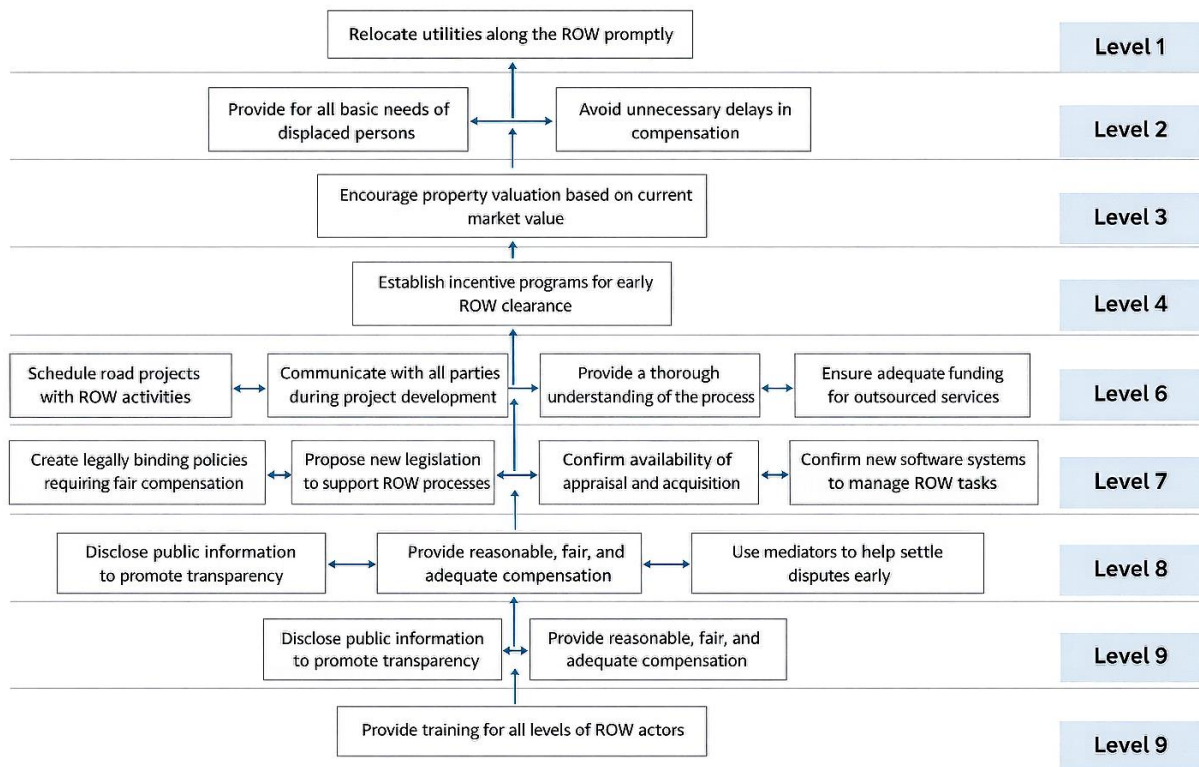 Relocate utilities along the ROW promptly
Level 1
Provide for all basic needs of
displaced persons
Avoid unnecessary delays in
compensation
Level 2
Encourage property valuation based on current
market value
Level 3
Establish incentive programs for early
ROW clearance
Level 4
Schedule road projects
with ROW activities
Communicate with all parties
during project development
Provide a thorough
understanding of the process
Ensure adequate funding
for outsourced services
Level 6
Create legally binding policies
requiring fair compensation
Propose new legislation
to support ROW processes
Confirm availability of
appraisal and acquisition
Confirm new software systems
to manage ROW tasks
Level 7
Disclose public information
to promote transparency
Provide reasonable, fair, and
adequate compensation
Use mediators to help settle
disputes early
Level 8
Disclose public information
to promote transparency
Provide reasonable, fair, and
adequate compensation
Level 9
Provide training for all levels of ROW actors
Level 9